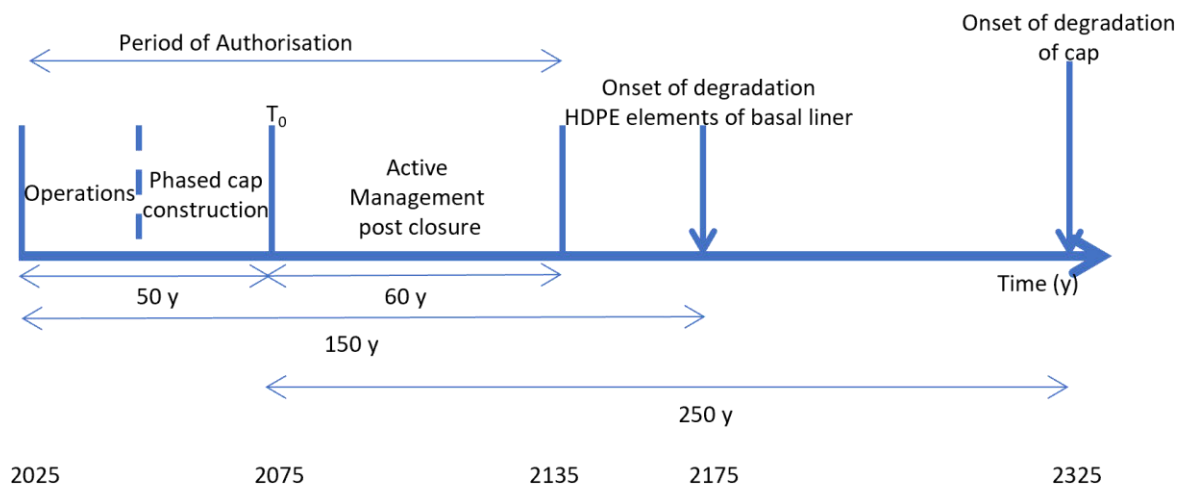 Period of Authorisation
Onset of degradation
of cap
Onset of degradation
HDPE elements of basal liner
T0
Operations
Phased cap
construction
Active
Management
post closure
Time (y)
50 y
60 y
150 y
250 y
2025
2075
2135
2175
2325